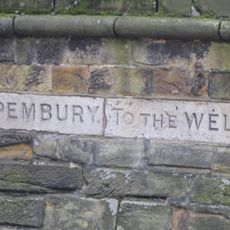 PEMBURY. TO THE WEL